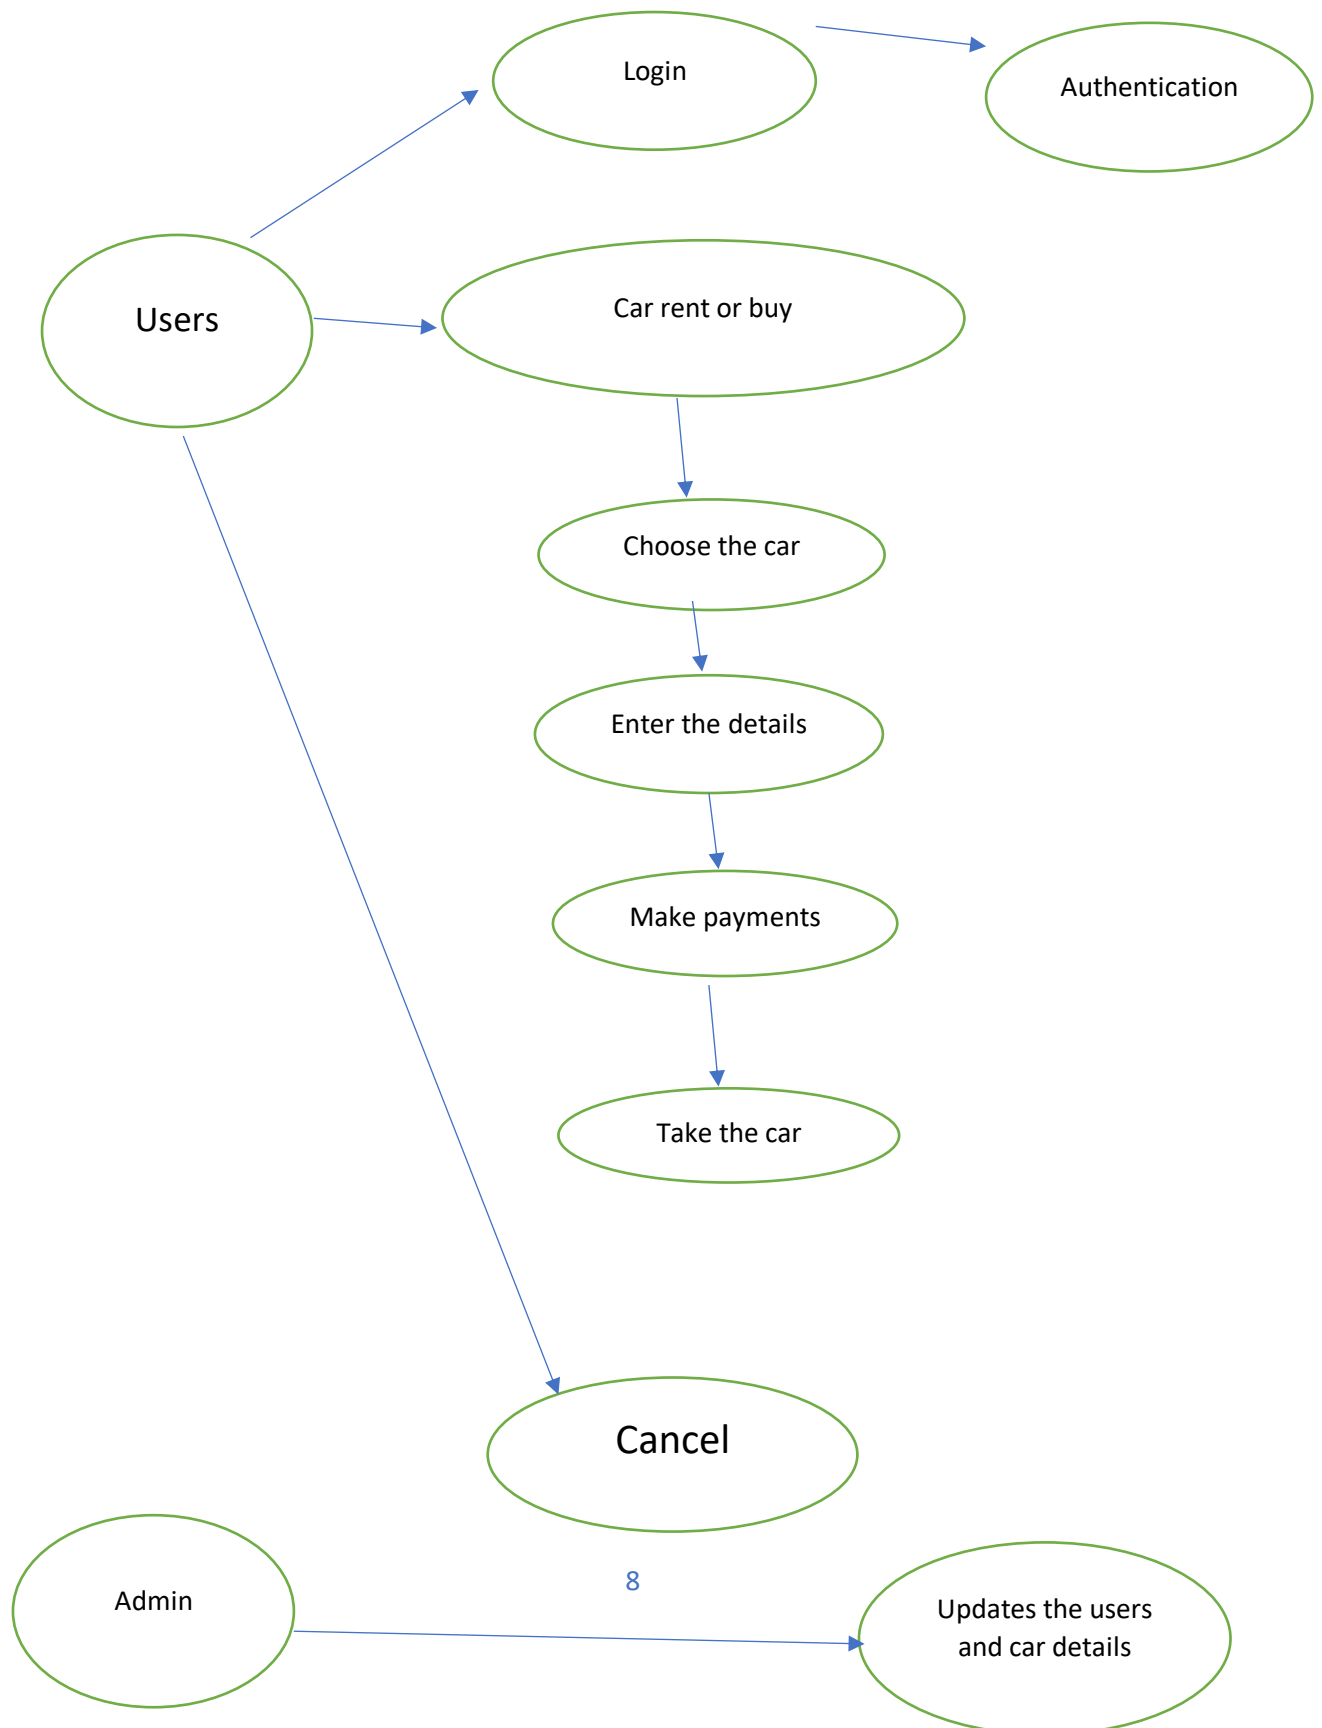 Login
Authentication
Users
Car rent or buy
Choose the car
Enter the details
Make payments
Take the car
Cancel
8
Admin
Updates the users
and car details